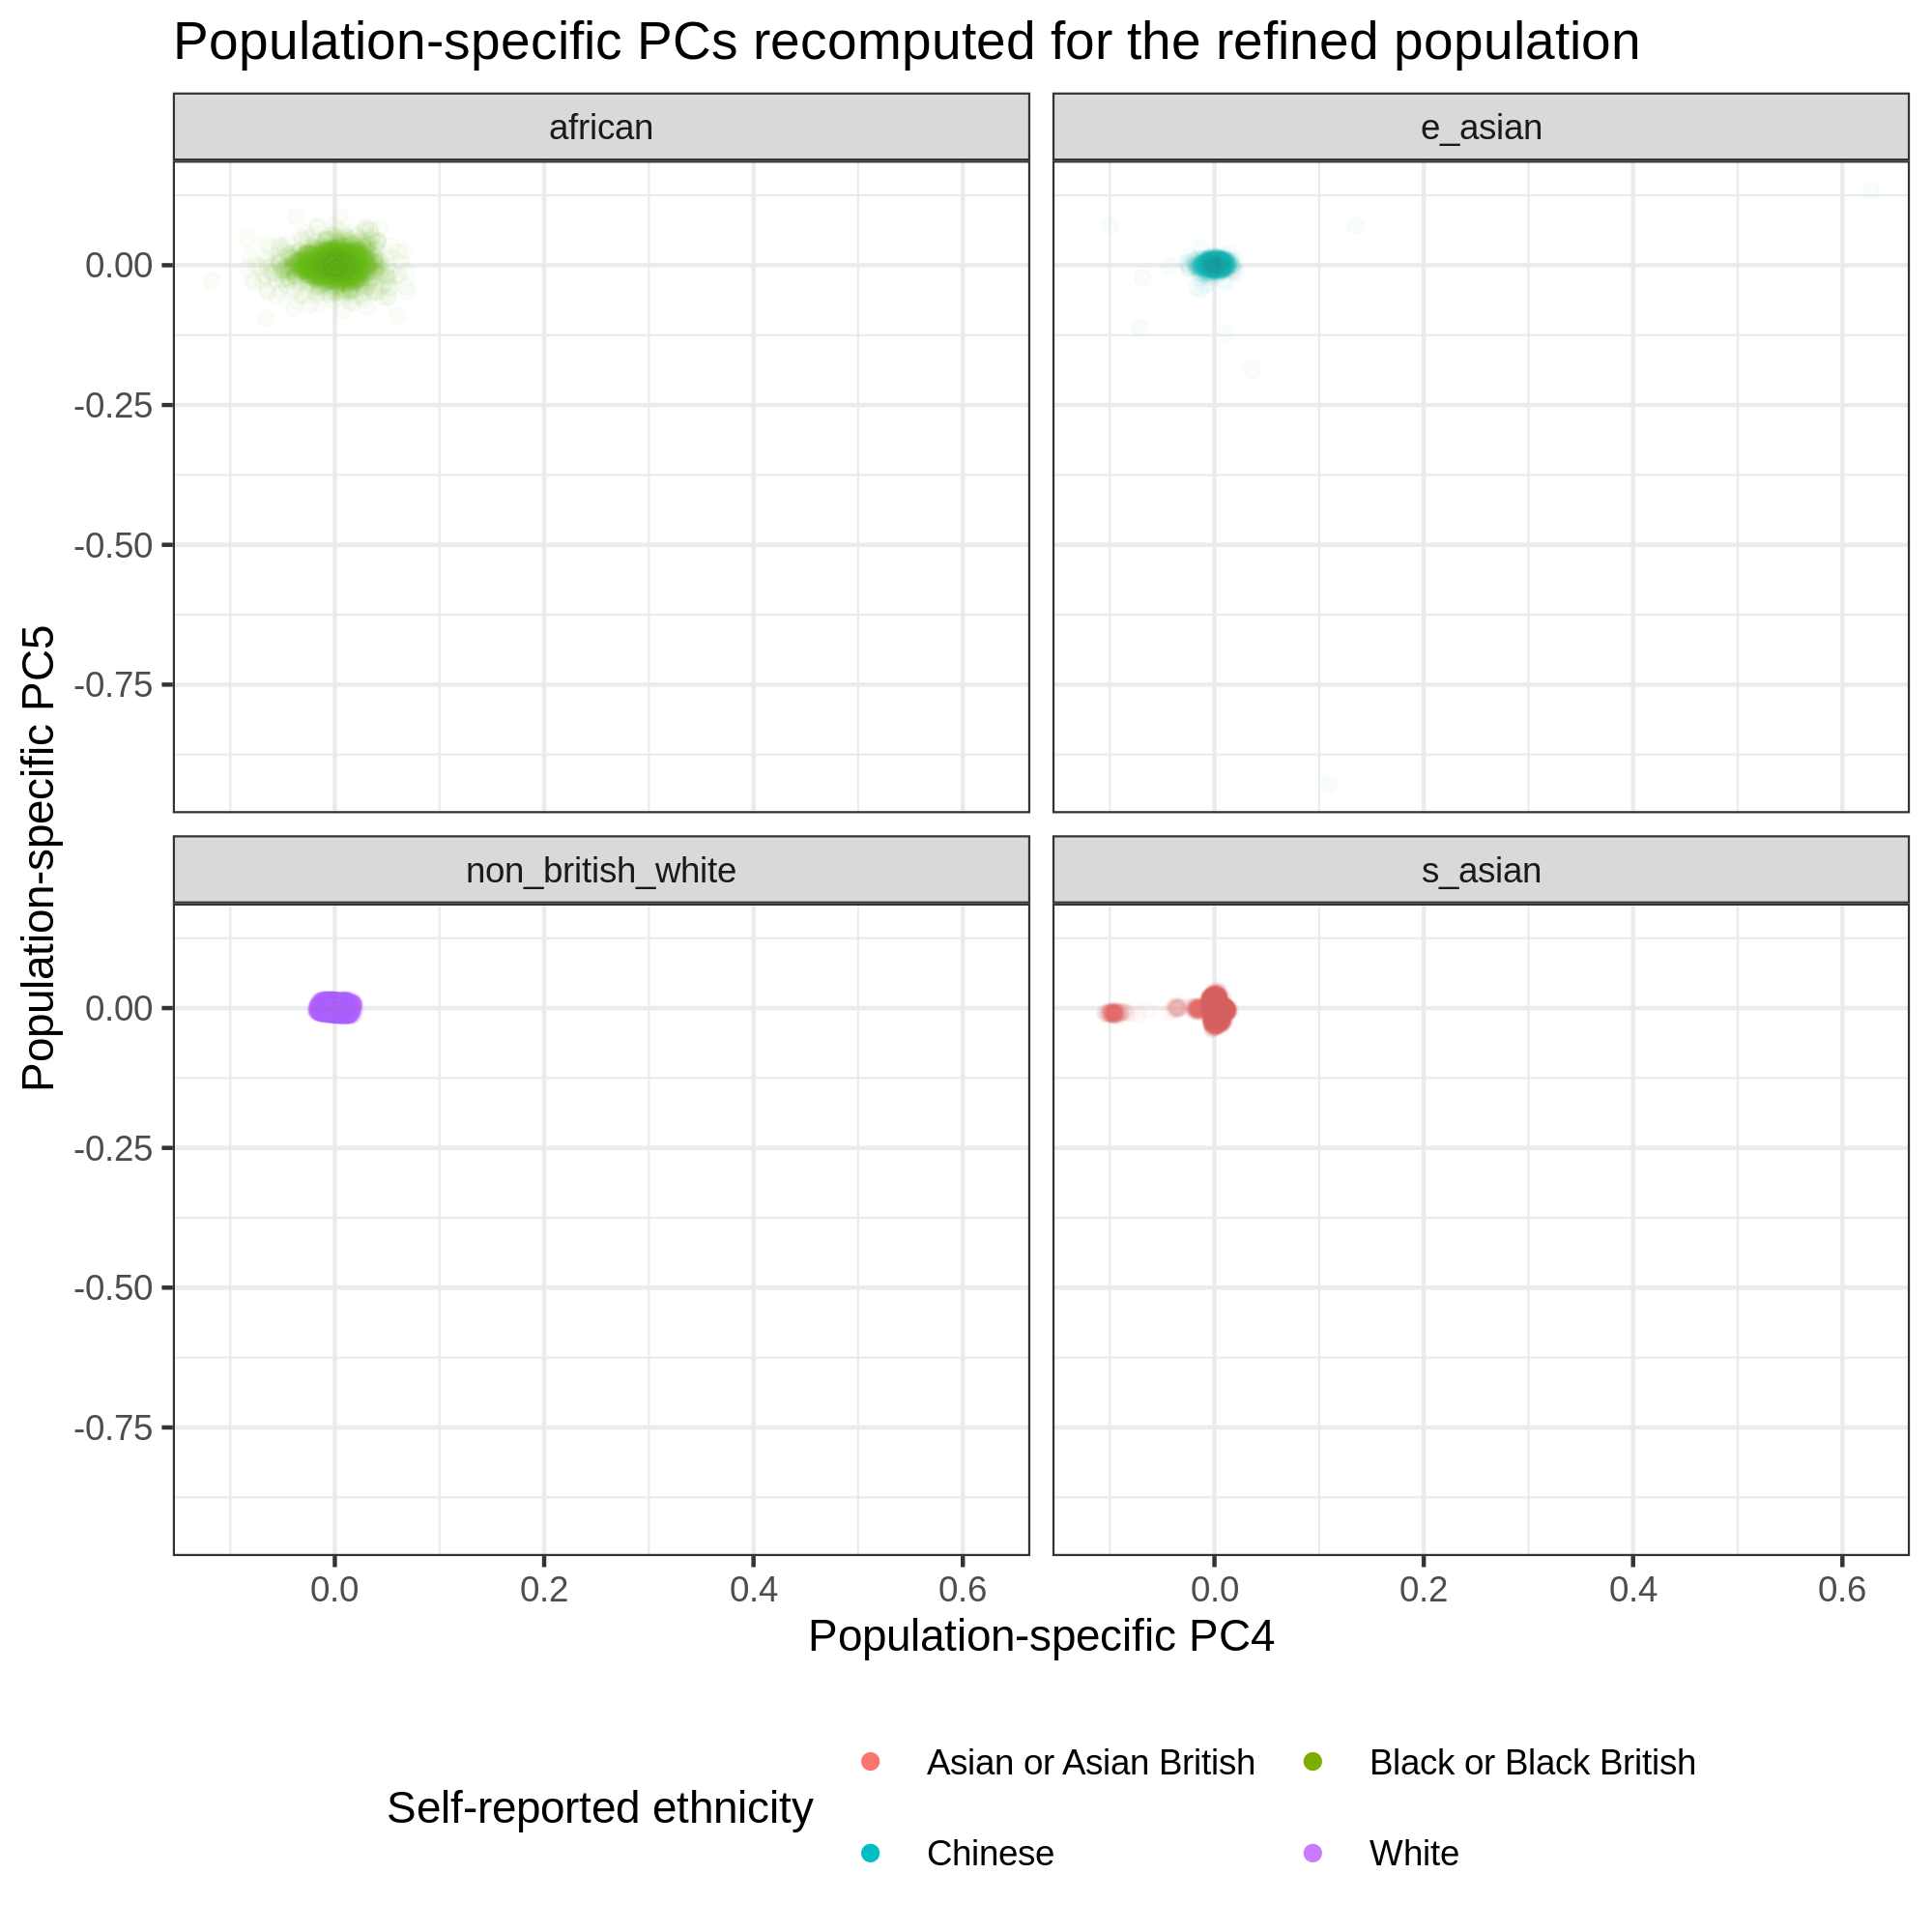 Population-specific PCs recomputed for the refined population
african
e_asian
0.00
-0.25
-0.50
-0.75
non_british_white
s_asian
0.00
-0.25
-0.50
-0.75
Population-specific PC5
0.0 0.2 0.4 0.6 0.0 0.2 0.4 0.6
Population-specific PC4
Self-reported ethnicity
Asian or Asian British
Black or Black British
Chinese
White